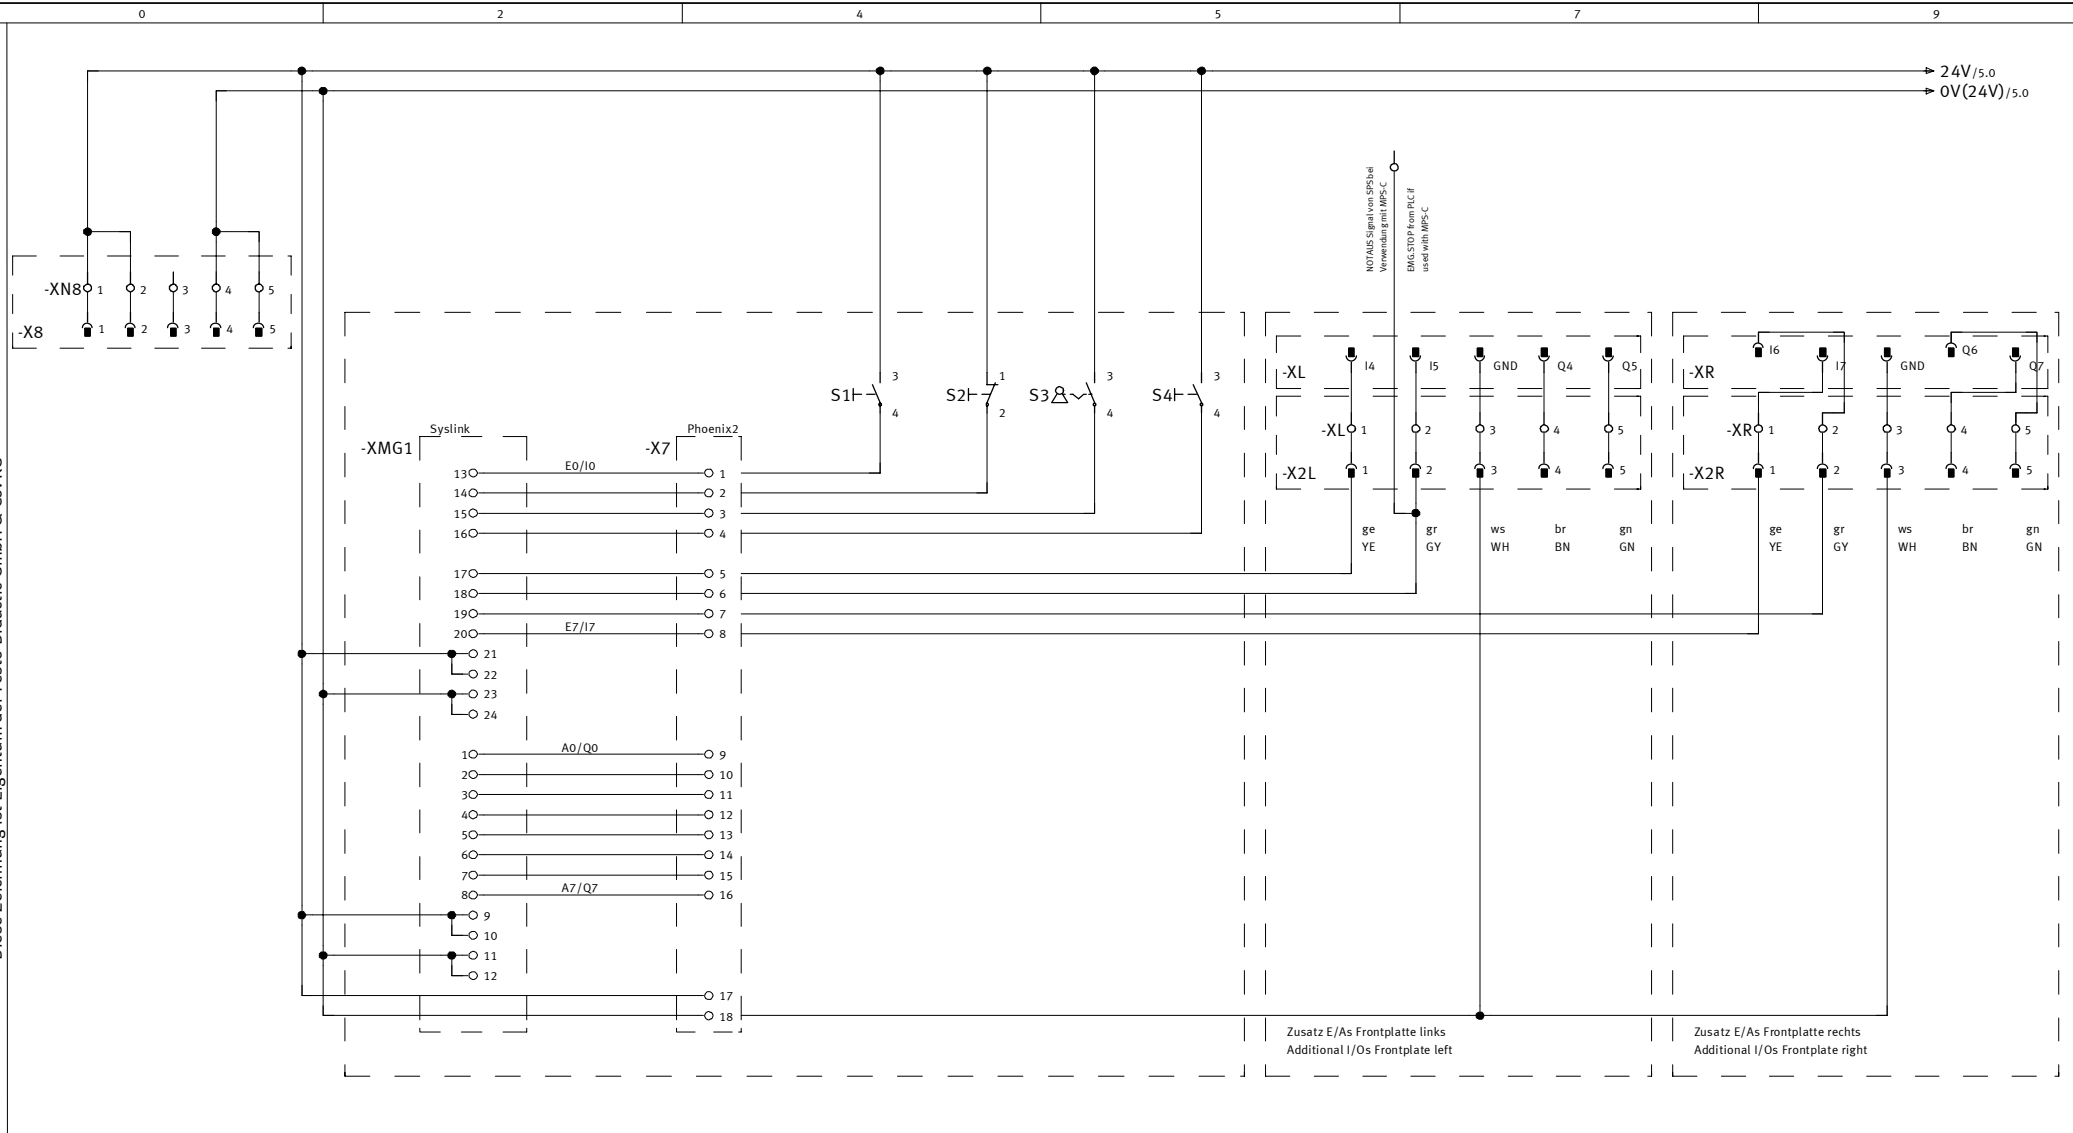 0 2 4 5 7 9
24V/5.0
0V(24V)/5.0
NOTAUS Signal von SPS bei
Verwendung mit MPS-C
EMG.STOP from PLC if
used with MPS-C
-XN8 1 2 3 4 5
-X8 1 2 3 4 5
S1 3 4
S2 1 2
S3 3 4
S4 3 4
-XL I4 I5 GND Q4 Q5
-XL 1 2 3 4 5
-X2L 1 2 3 4 5
ge gr ws br gn
YE GY WH BN GN
-XR I6 I7 GND Q6 Q7
-XR 1 2 3 4 5
-X2R 1 2 3 4 5
ge gr ws br gn
YE GY WH BN GN
Syslink
Phoenix2
-XMG1
-X7
13 E0/I0 1
14 2
15 3
16 4
17 5
18 6
19 7
20 E7/I7 8
21
22
23
24
1 A0/Q0 9
2 10
3 11
4 12
5 13
6 14
7 15
8 A7/Q7 16
9
10
11
12
17
18
Zusatz E/As Frontplatte links
Additional I/Os Frontplate left
Zusatz E/As Frontplatte rechts
Additional I/Os Frontplate right